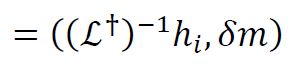 = ((ℒ†)⁻¹hᵢ, δm)